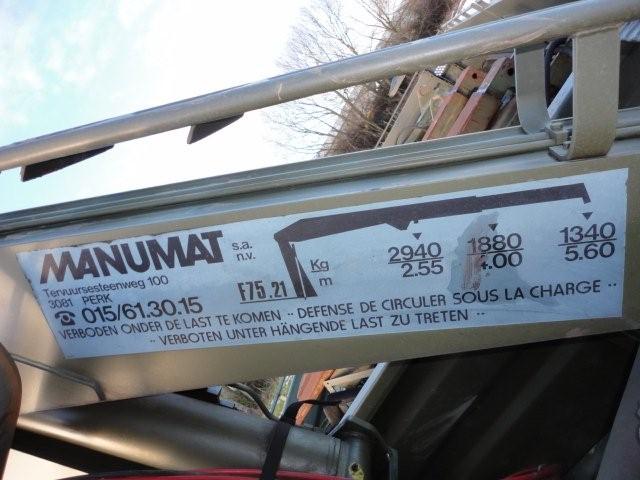 MANUMAT s.a. n.v.
Tervuursesteenweg 100
3081 PERK
☎ 015/61.30.15
F75.21
Kg 2940 1880 1340
m 2.55 4.00 5.60
VERBODEN ONDER DE LAST TE KOMEN ·· DEFENSE DE CIRCULER SOUS LA CHARGE ··
·· VERBOTEN UNTER HÄNGENDE LAST ZU TRETEN ··